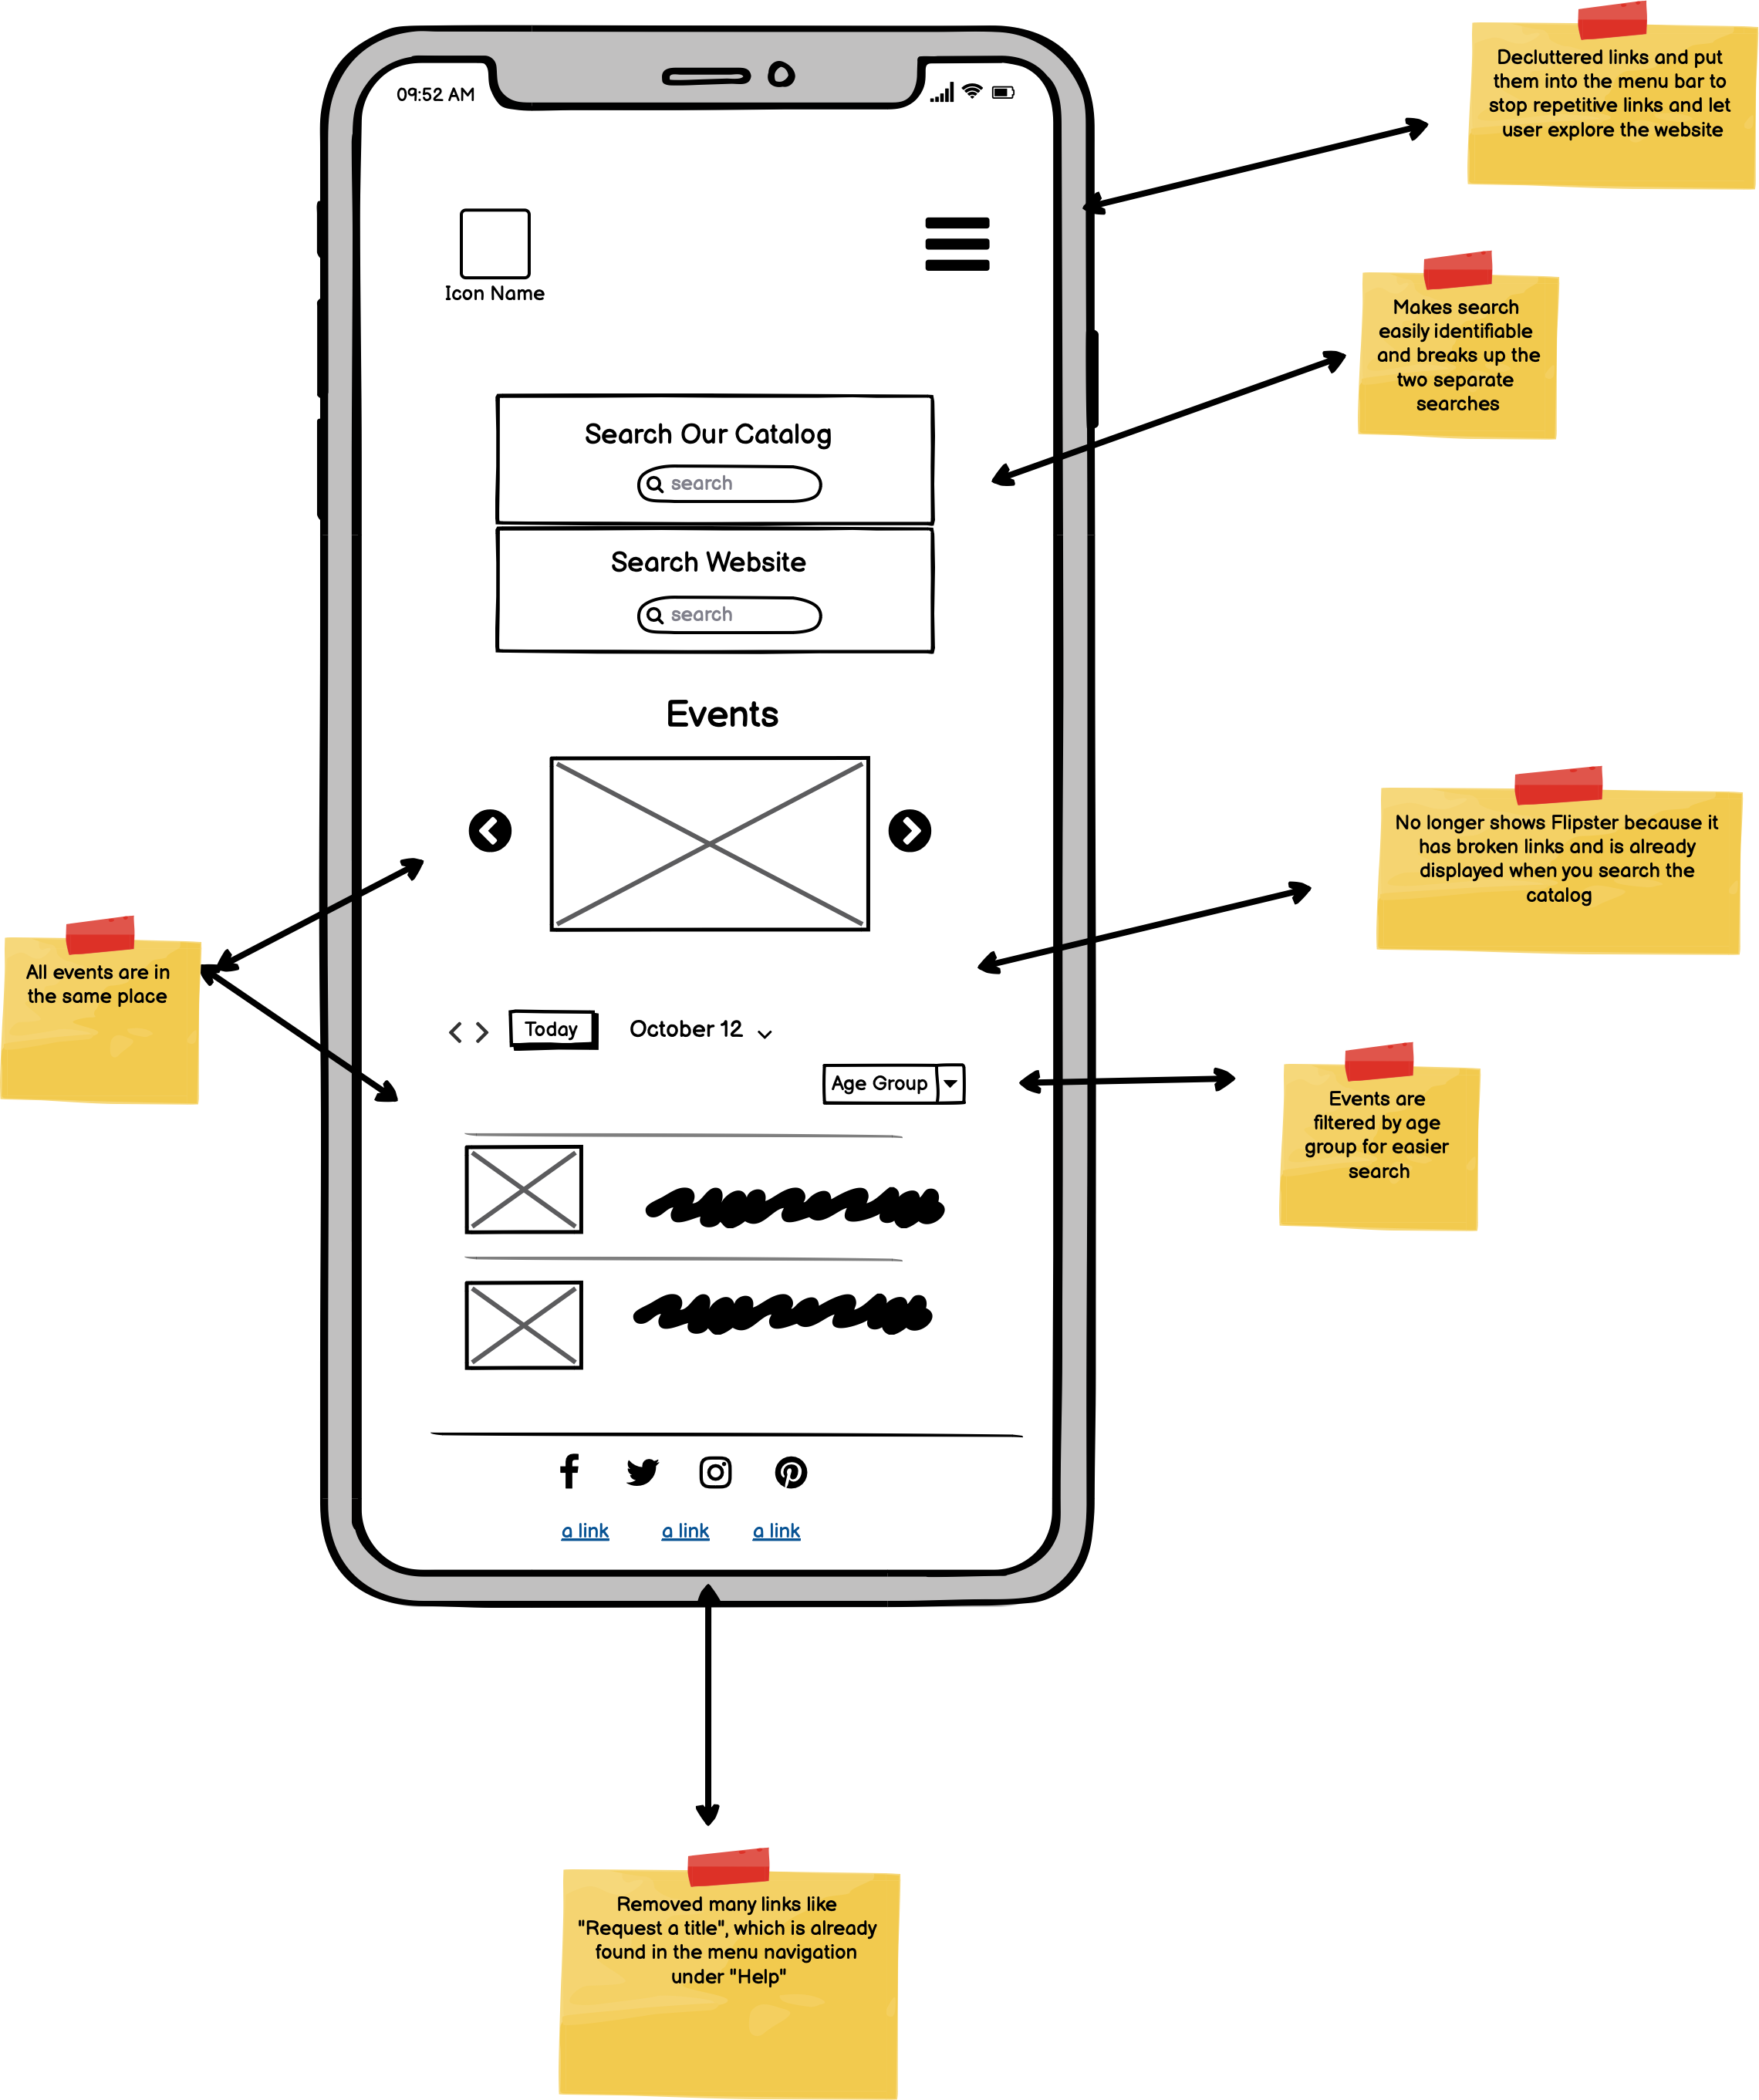 09:52 AM
Icon Name
Search Our Catalog
search
Search Website
search
Events
Today
October 12
Age Group
a link
a link
a link
Decluttered links and put
them into the menu bar to
stop repetitive links and let
user explore the website
Makes search
easily identifiable
and breaks up the
two separate
searches
No longer shows Flipster because it
has broken links and is already
displayed when you search the
catalog
All events are in
the same place
Events are
filtered by age
group for easier
search
Removed many links like
"Request a title", which is already
found in the menu navigation
under "Help"